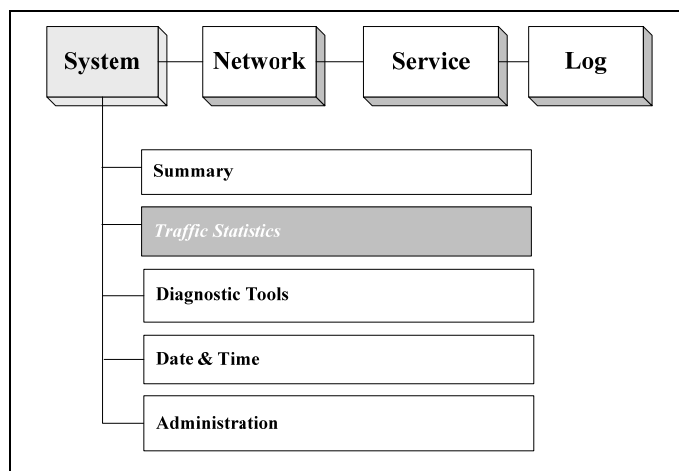 System Network Service Log
Summary
Traffic Statistics
Diagnostic Tools
Date & Time
Administration